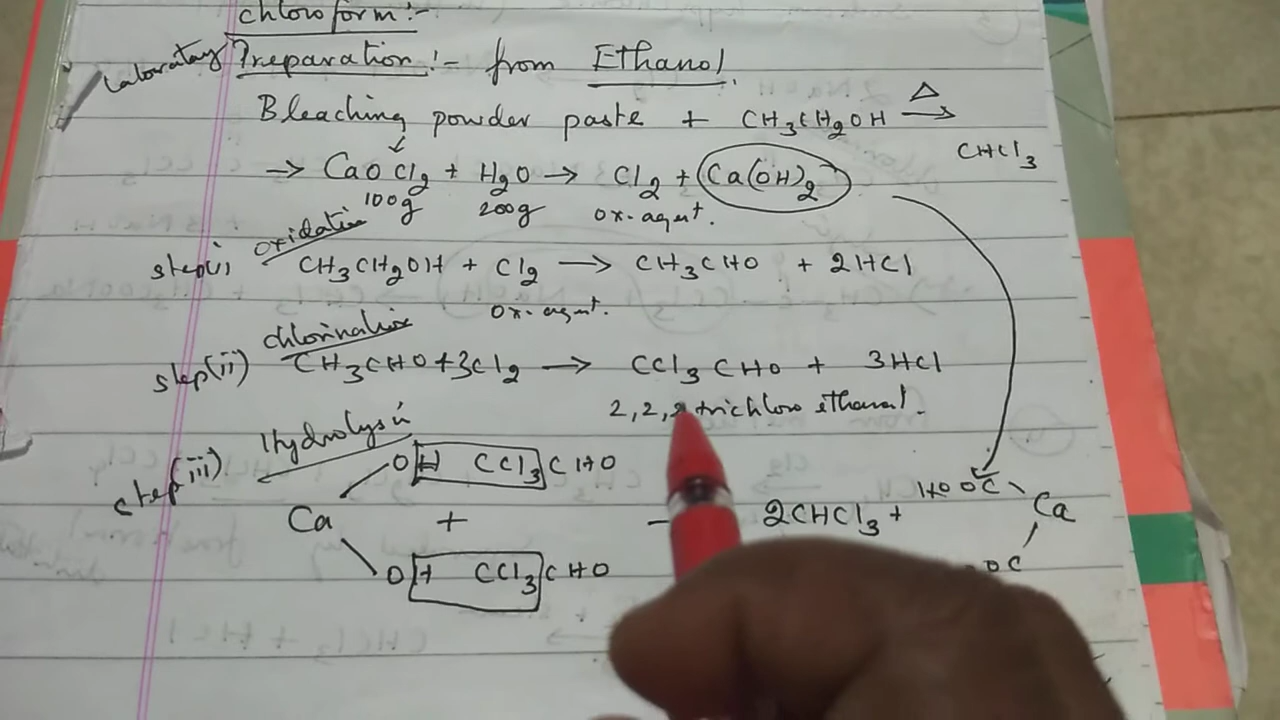 chloroform:-
Laboratary Preparation:- from Ethanol.
Bleaching powder paste + CH₃CH₂OH →Δ
CHCl₃
→ CaOCl₂ + H₂O → Cl₂ + Ca(OH)₂
100g 200g ox-agent.
step(i) oxidation
CH₃CH₂OH + Cl₂ → CH₃CHO + 2HCl
ox-agent.
step(ii) chlorination
CH₃CHO + 3Cl₂ → CCl₃CHO + 3HCl
2,2,2 trichloro ethanal.
step(iii) Hydrolysis
OH CCl₃CHO
Ca + 2CHCl₃ + HOOC Ca
OH CCl₃CHO OC